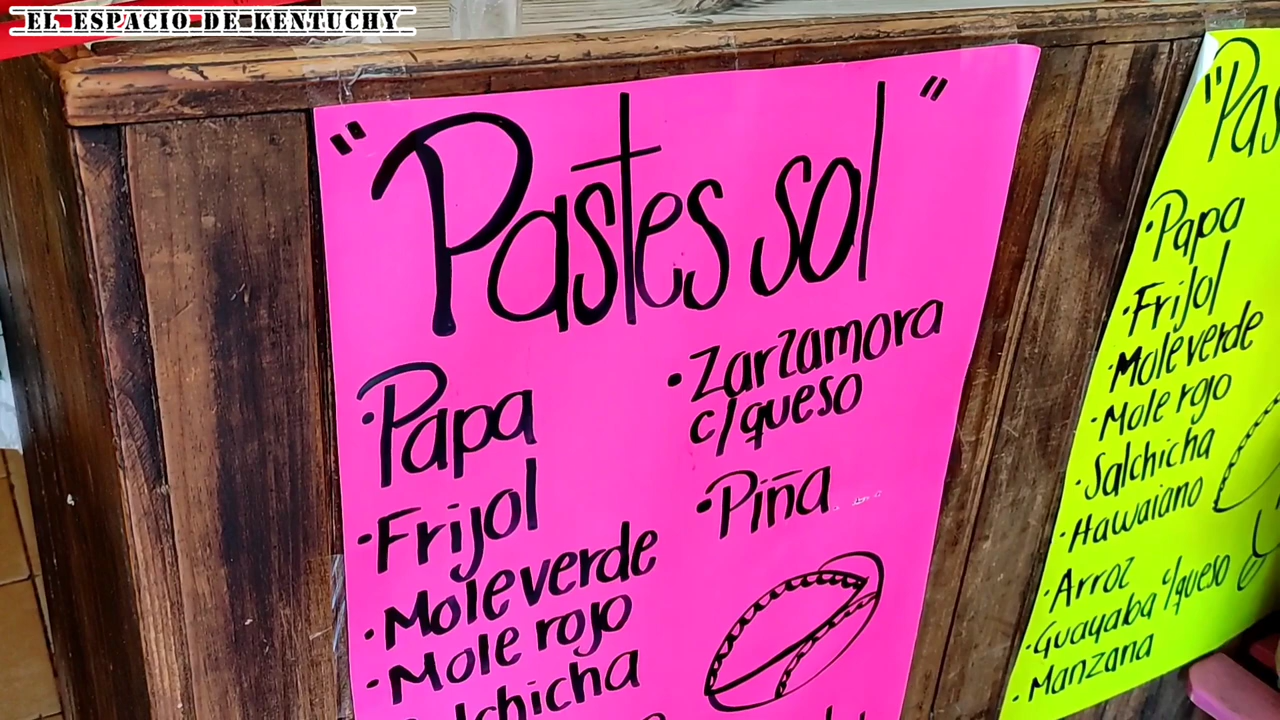 EL ESPACIO DE KENTUCHY
"Pastes sol"
•Papa
•Frijol
•Mole verde
•Mole rojo
•Zarzamora
c/queso
•Piña
"Pas
•Papa
•Frijol
•Mole verde
•Mole rojo
•Salchicha
•Hawaiano
•Arroz
•Guayaba c/queso
•Manzana